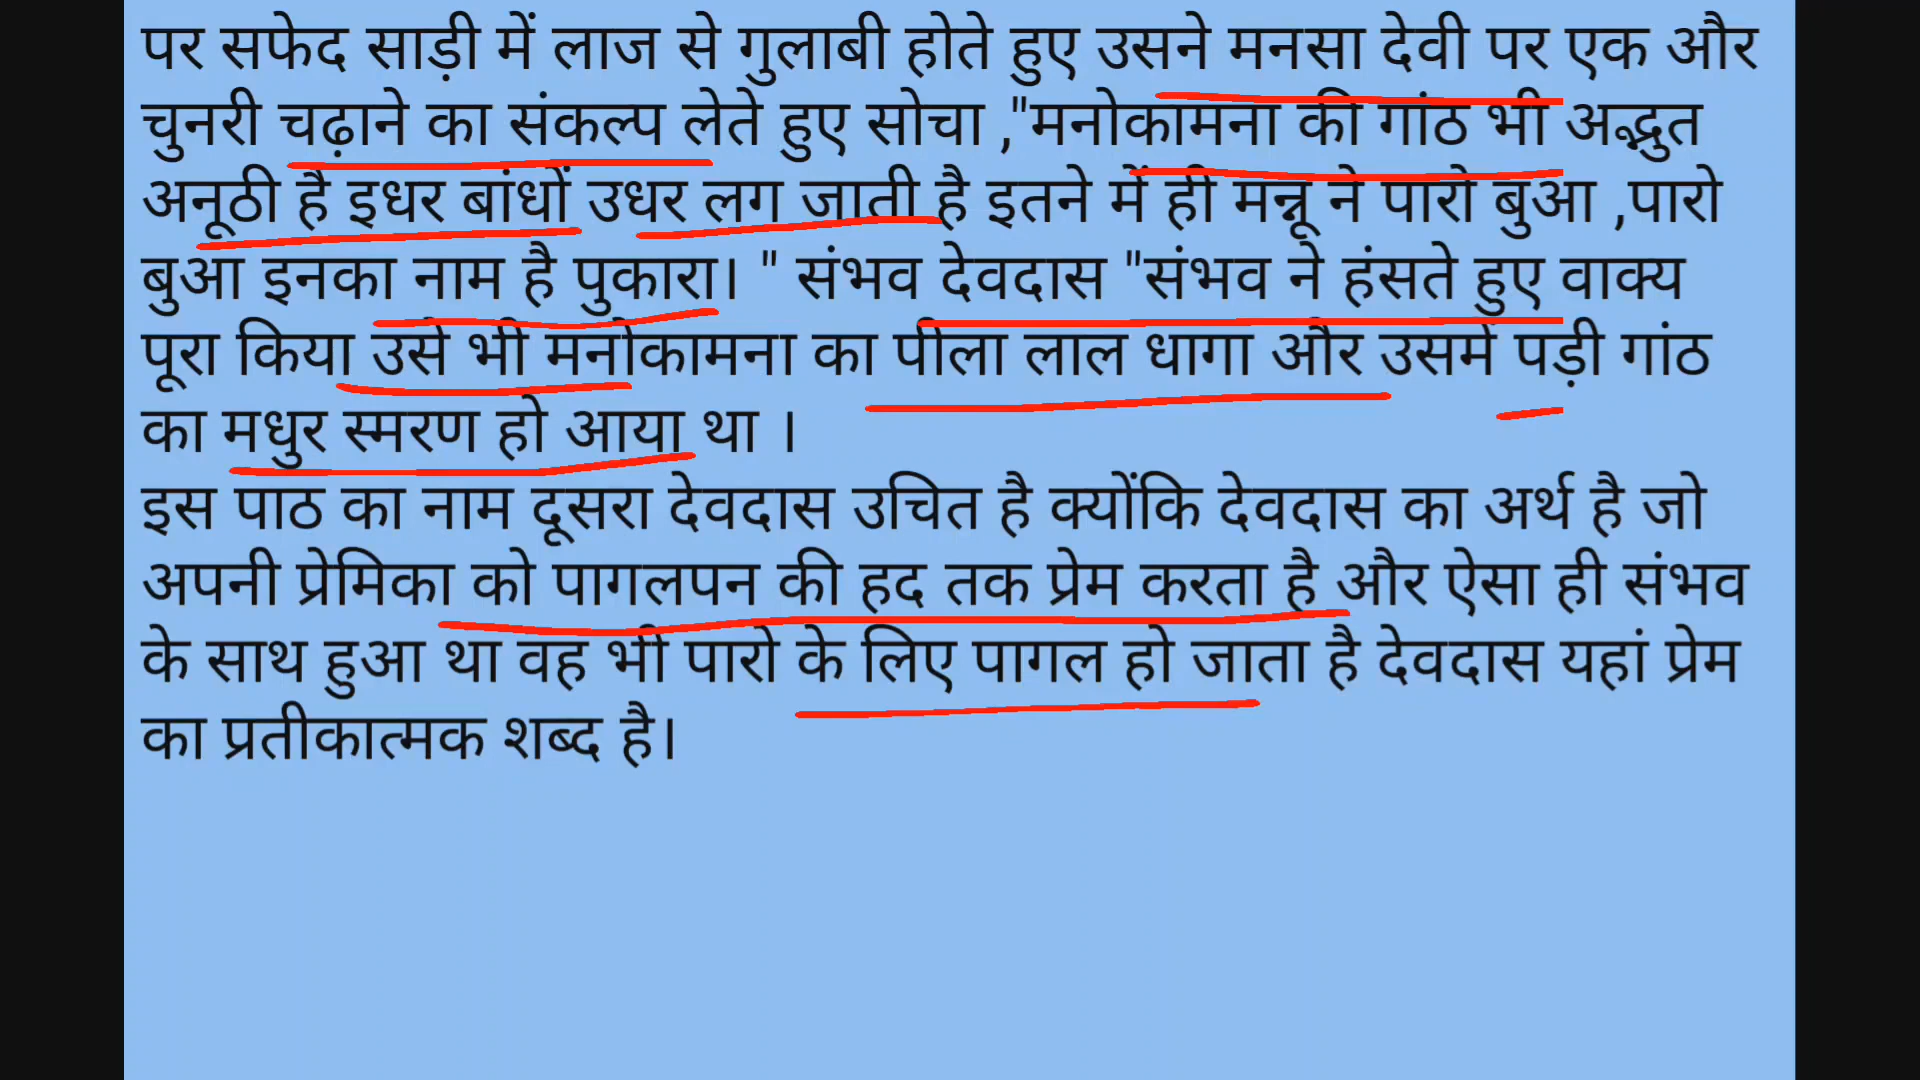 पर सफेद साड़ी में लाज से गुलाबी होते हुए उसने मनसा देवी पर एक और
चुनरी चढ़ाने का संकल्प लेते हुए सोचा ,"मनोकामना की गांठ भी अद्भुत
अनूठी है इधर बांधों उधर लग जाती है इतने में ही मन्नू ने पारो बुआ ,पारो
बुआ इनका नाम है पुकारा। " संभव देवदास "संभव ने हंसते हुए वाक्य
पूरा किया उसे भी मनोकामना का पीला लाल धागा और उसमें पड़ी गांठ
का मधुर स्मरण हो आया था ।
इस पाठ का नाम दूसरा देवदास उचित है क्योंकि देवदास का अर्थ है जो
अपनी प्रेमिका को पागलपन की हद तक प्रेम करता है और ऐसा ही संभव
के साथ हुआ था वह भी पारो के लिए पागल हो जाता है देवदास यहां प्रेम
का प्रतीकात्मक शब्द है।